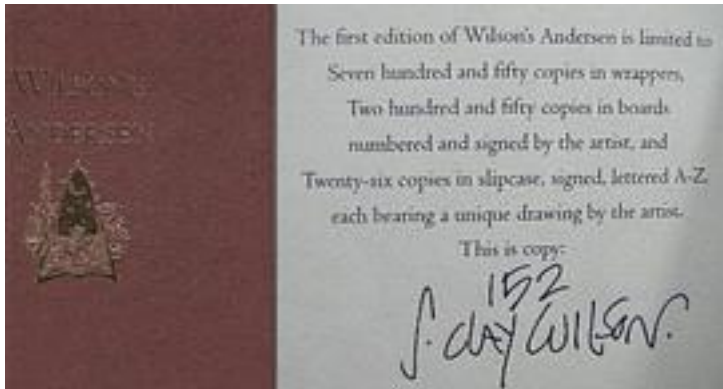 WILSON'S
ANDERSEN
The first edition of Wilson's Andersen is limited to
Seven hundred and fifty copies in wrappers,
Two hundred and fifty copies in boards
numbered and signed by the artist, and
Twenty-six copies in slipcase, signed, lettered A-Z,
each bearing a unique drawing by the artist.
This is copy:
152
S. CLAY WILSON.